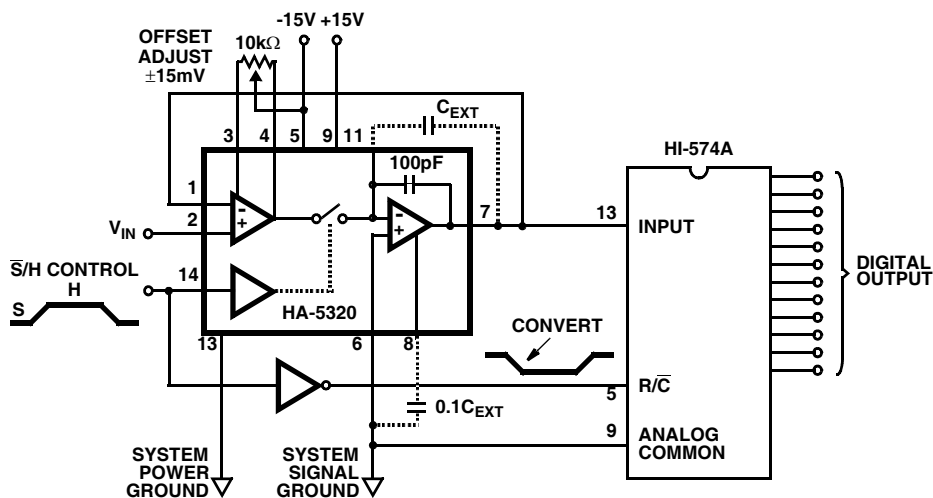 -15V +15V
OFFSET
ADJUST
±15mV
10kΩ
C_EXT
3 4 5 9 11
HI-574A
100pF
1
2
V_IN
7
13
INPUT
S̅/H CONTROL
H
S
14
HA-5320
DIGITAL
OUTPUT
13
6
8
CONVERT
5
R/C̅
0.1C_EXT
9
ANALOG
COMMON
SYSTEM
POWER
GROUND
SYSTEM
SIGNAL
GROUND